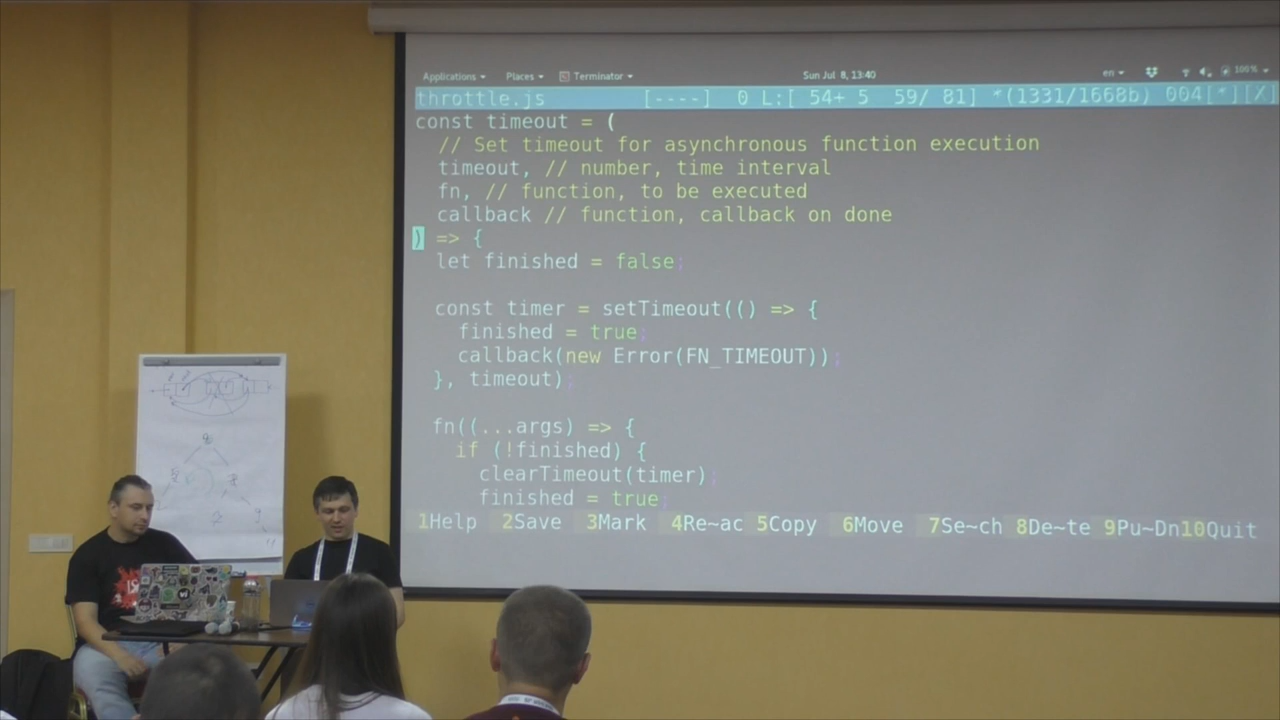 Applications Places Terminator Sun Jul 8, 13:40 en 100%
throttle.js [----] 0 L:[ 54+ 5 59/ 81] *(1331/1668b) 004[*][X]
const timeout = (
// Set timeout for asynchronous function execution
timeout, // number, time interval
fn, // function, to be executed
callback // function, callback on done
) => {
let finished = false;
const timer = setTimeout(() => {
finished = true;
callback(new Error(FN_TIMEOUT));
}, timeout);
fn((...args) => {
if (!finished) {
clearTimeout(timer);
finished = true;
1Help 2Save 3Mark 4Re~ac 5Copy 6Move 7Se~ch 8De~te 9Pu~Dn 10Quit